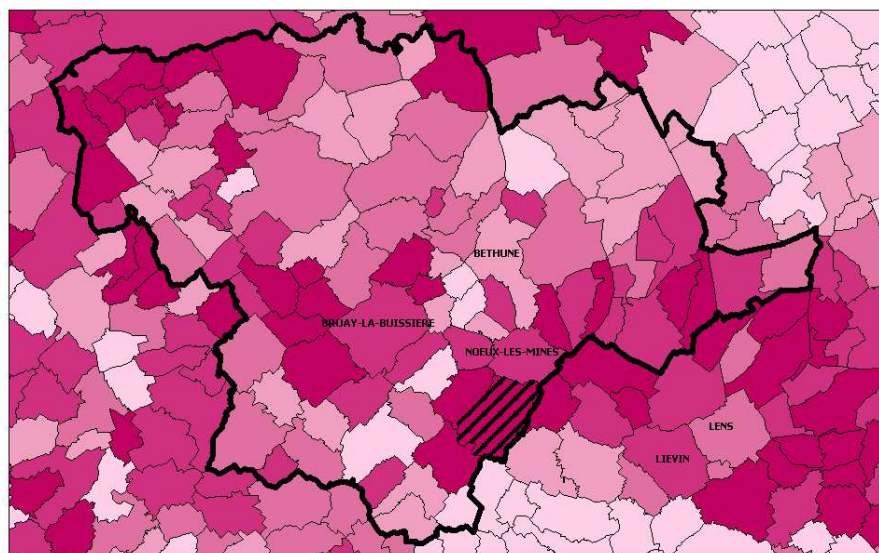 BETHUNE
BRUAY-LA-BUISSIERE
NOEUX-LES-MINES
LENS
LIEVIN